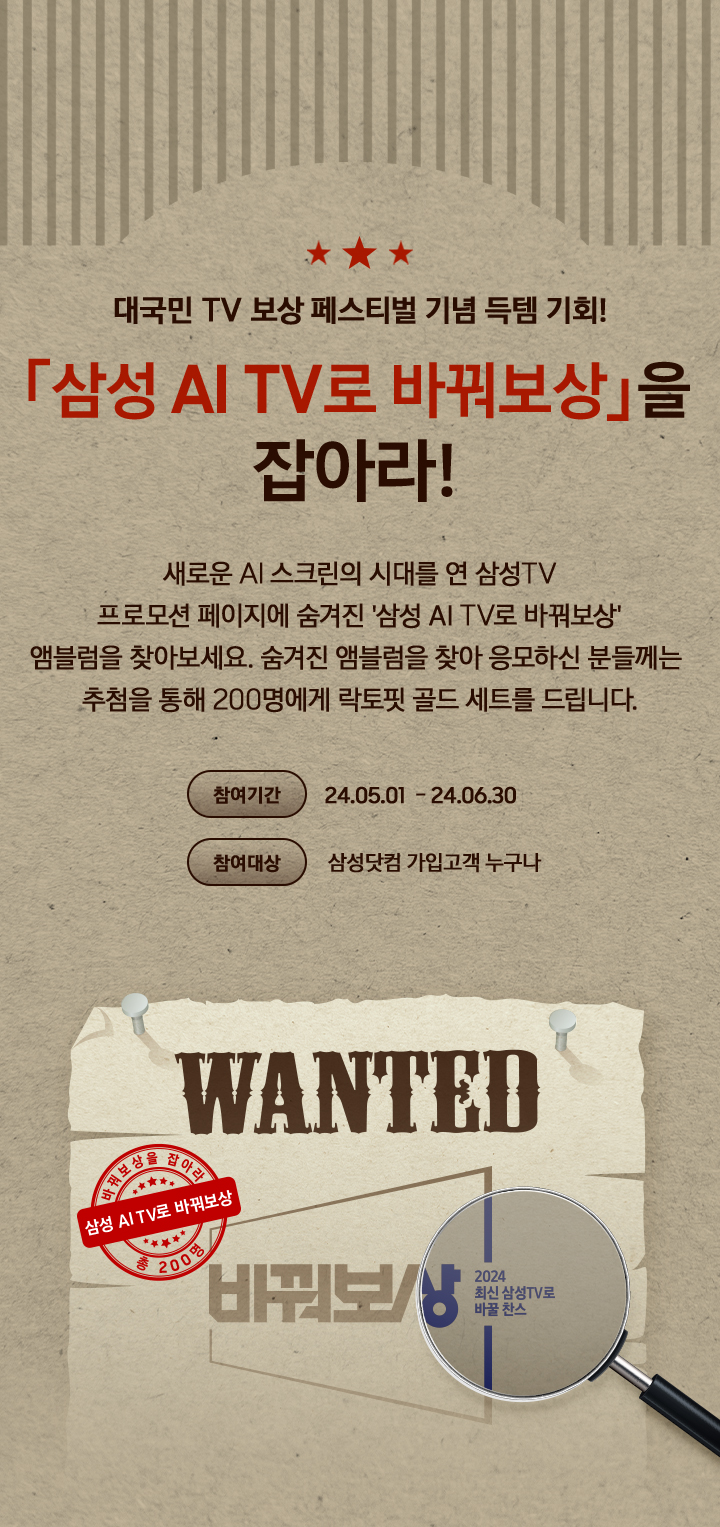 대국민 TV 보상 페스티벌 기념 득템 기회!
「삼성 AI TV로 바꿔보상」을
잡아라!
새로운 AI 스크린의 시대를 연 삼성TV
프로모션 페이지에 숨겨진 '삼성 AI TV로 바꿔보상'
앰블럼을 찾아보세요. 숨겨진 앰블럼을 찾아 응모하신 분들께는
추첨을 통해 200명에게 락토핏 골드 세트를 드립니다.
참여기간 24.05.01 - 24.06.30
참여대상 삼성닷컴 가입고객 누구나
WANTED
바꿔보상을 잡아라
삼성 AI TV로 바꿔보상
총 200명
바꿔보상
2024
최신 삼성TV로
바꿀 찬스